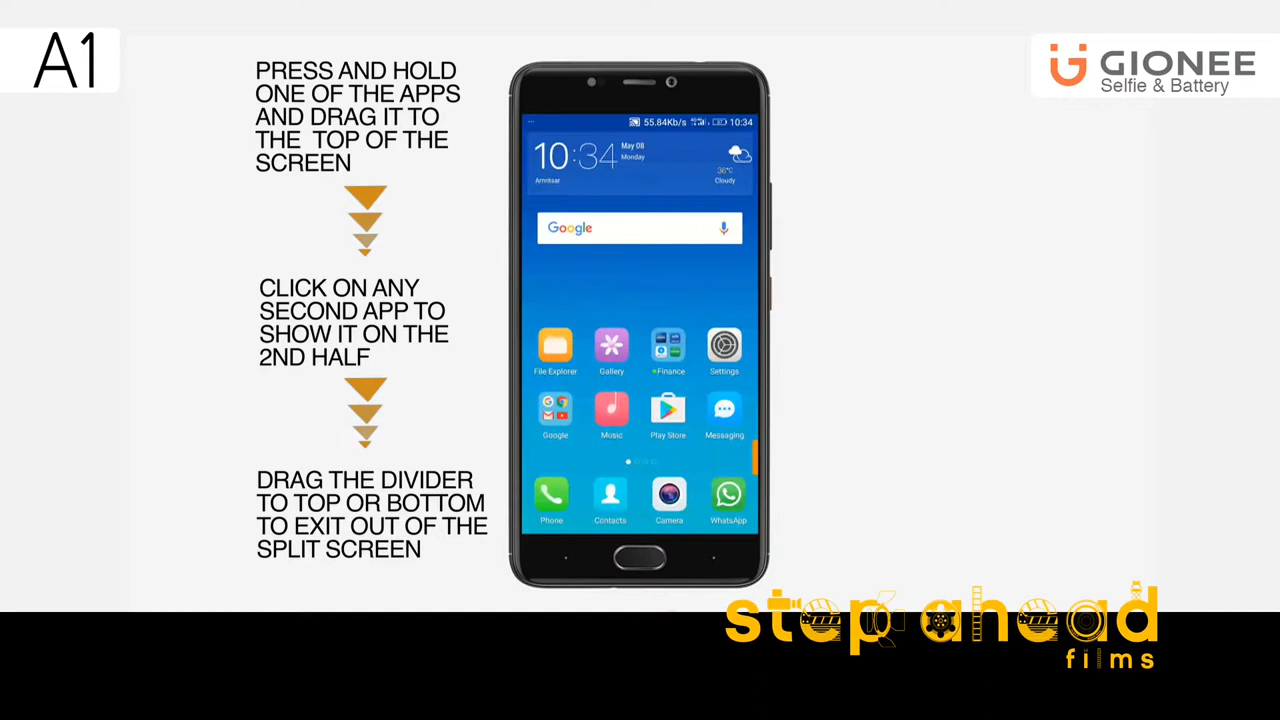 A1
GIONEE
Selfie & Battery
PRESS AND HOLD
ONE OF THE APPS
AND DRAG IT TO
THE TOP OF THE
SCREEN
CLICK ON ANY
SECOND APP TO
SHOW IT ON THE
2ND HALF
DRAG THE DIVIDER
TO TOP OR BOTTOM
TO EXIT OUT OF THE
SPLIT SCREEN
55.84Kb/s 10:34
10:34
May 08
Monday
Amritsar
36°C
Cloudy
Google
File Explorer Gallery Finance Settings
Google Music Play Store Messaging
Phone Contacts Camera WhatsApp
step ahead
films